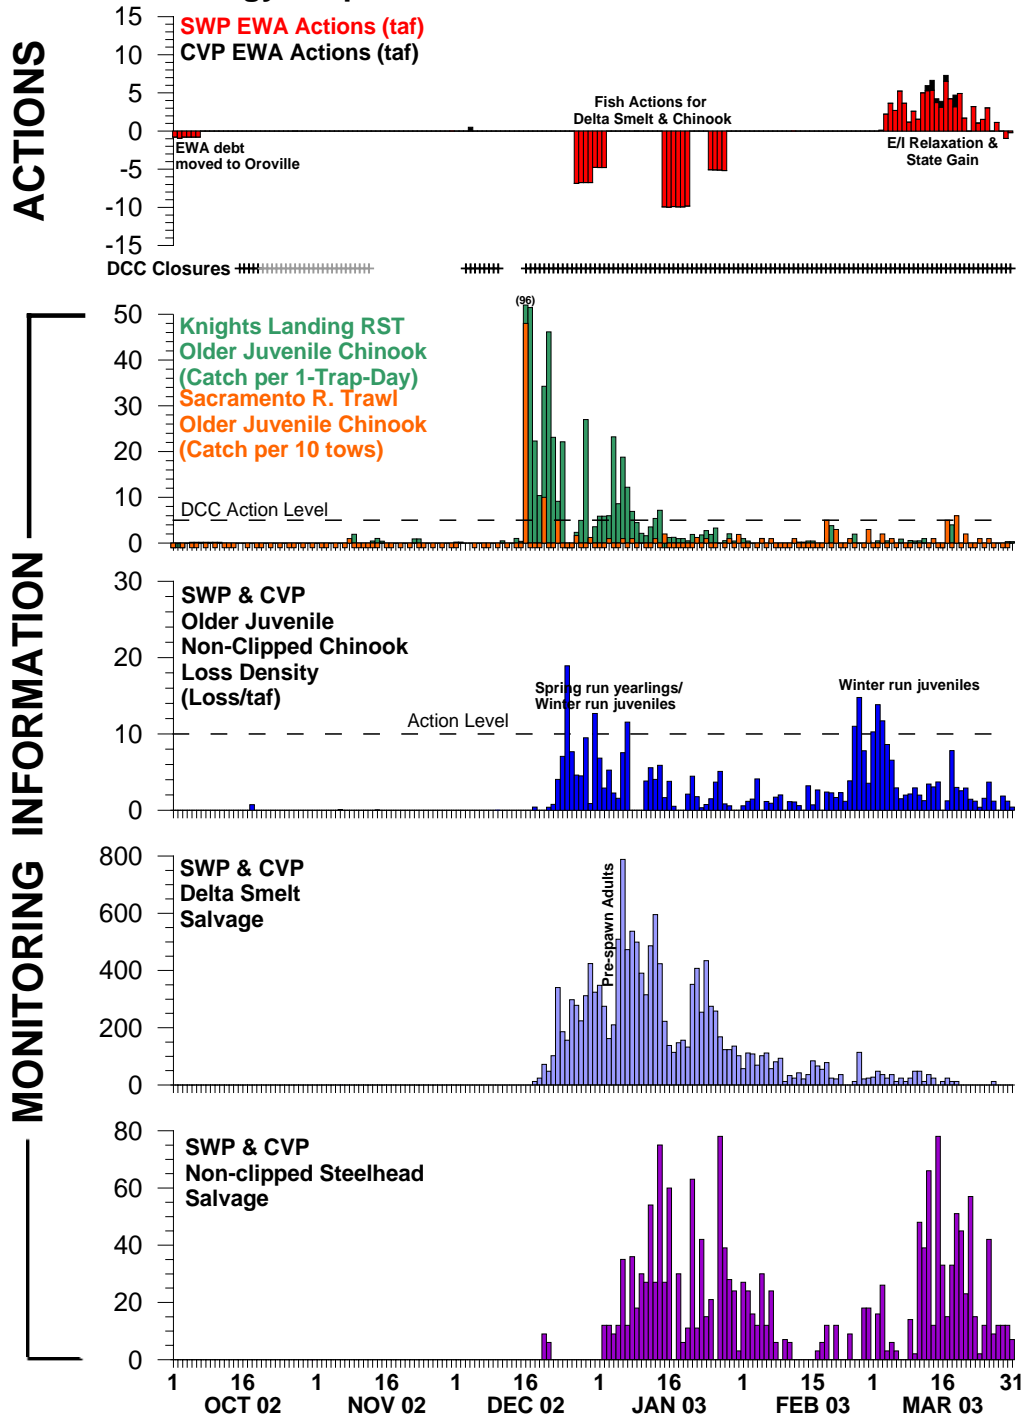 ACTIONS
15
10
5
0
-5
-10
-15
SWP EWA Actions (taf)
CVP EWA Actions (taf)
EWA debt
moved to Oroville
Fish Actions for
Delta Smelt & Chinook
E/I Relaxation &
State Gain
DCC Closures
MONITORING INFORMATION
50
40
30
20
10
0
(96)
Knights Landing RST
Older Juvenile Chinook
(Catch per 1-Trap-Day)
Sacramento R. Trawl
Older Juvenile Chinook
(Catch per 10 tows)
DCC Action Level
30
20
10
0
SWP & CVP
Older Juvenile
Non-Clipped Chinook
Loss Density
(Loss/taf)
Action Level
Spring run yearlings/
Winter run juveniles
Winter run juveniles
800
600
400
200
0
SWP & CVP
Delta Smelt
Salvage
Pre-spawn Adults
80
60
40
20
0
SWP & CVP
Non-clipped Steelhead
Salvage
1 16 1 1 16 1 16 1 15 1 16 31
OCT 02 NOV 02 DEC 02 JAN 03 FEB 03 MAR 03